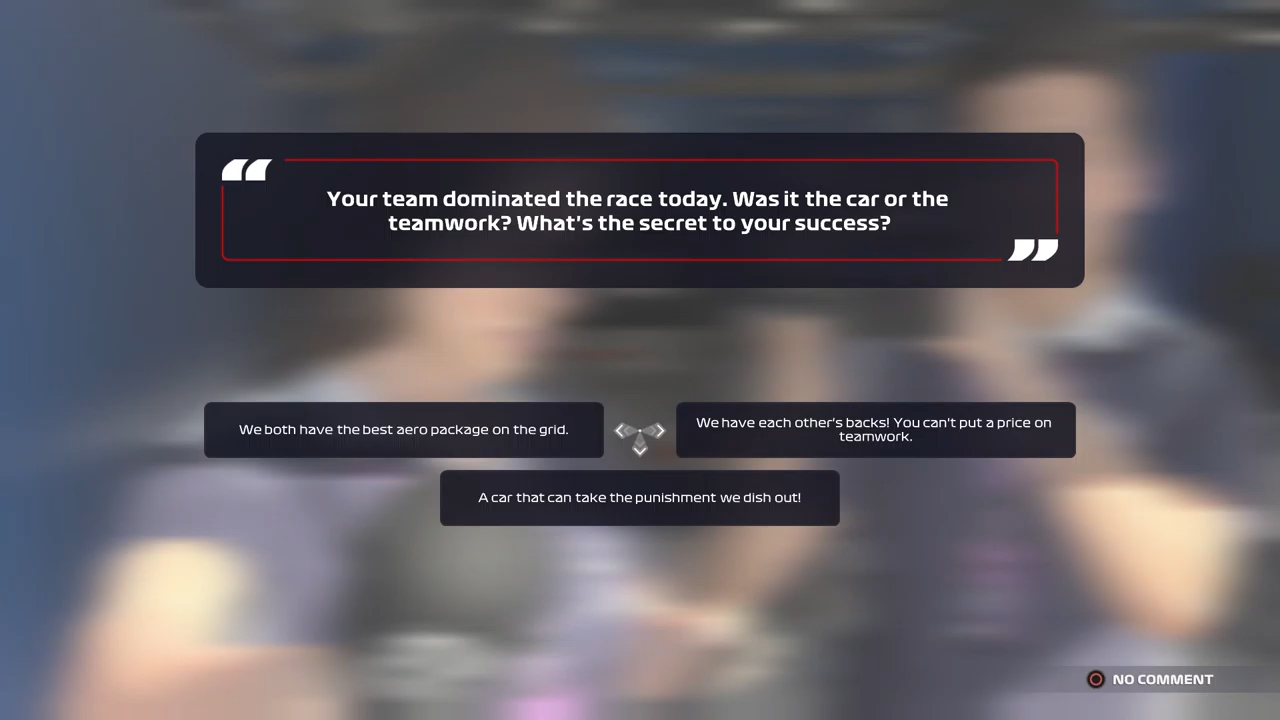 Your team dominated the race today. Was it the car or the
teamwork? What's the secret to your success?
We both have the best aero package on the grid.
We have each other's backs! You can't put a price on
teamwork.
A car that can take the punishment we dish out!
NO COMMENT